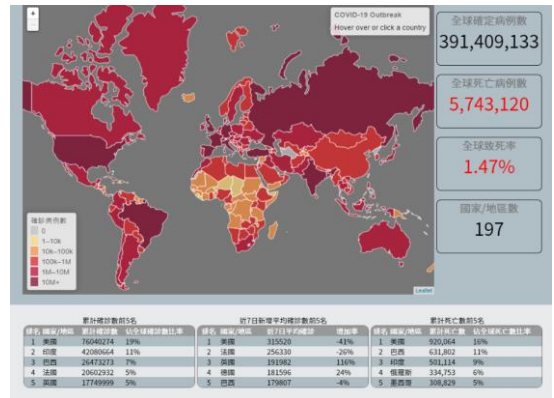 +
COVID-19 Outbreak
Hover over or click a country
全球確定病例數
391,409,133
全球死亡病例數
5,743,120
全球致死率
1.47%
國家/地區數
197
確診病例數
0
1~10k
10k~100k
100k~1M
1M~10M
10M+
Leaflet
累計確診數前5名
排名 國家/地區 累計確診數 佔全球確診數比率
1 美國 76040274 19%
2 印度 42080664 11%
3 巴西 26473273 7%
4 法國 20602932 5%
5 英國 17749999 5%
近7日新增平均確診數前5名
排名 國家/地區 近7日平均確診 增加率
1 美國 315520 -41%
2 法國 256330 -26%
3 英國 191982 116%
4 德國 181596 24%
5 巴西 179807 -4%
累計死亡數前5名
排名 國家/地區 累計死亡數 佔全球死亡數比率
1 美國 920,064 16%
2 巴西 631,802 11%
3 印度 501,114 9%
4 俄羅斯 334,753 6%
5 墨西哥 308,829 5%